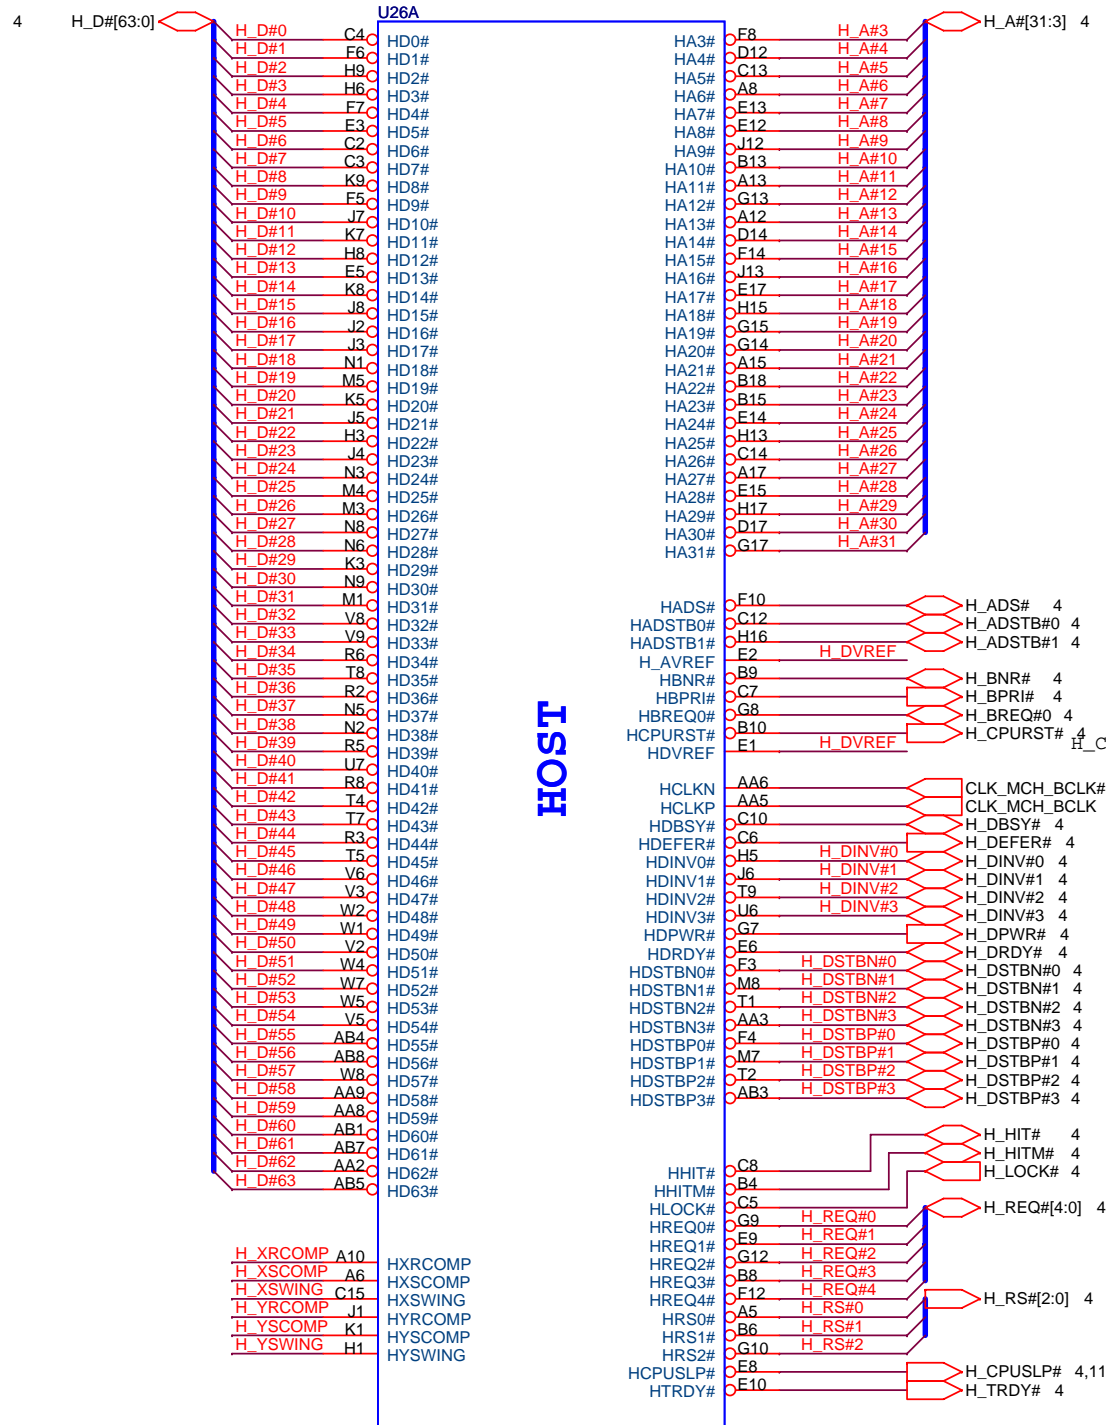 4 H_D#[63:0] U26A H_A#[31:3] 4
H_D#0 C4 HD0# HA3# F8 H_A#3
H_D#1 F6 HD1# HA4# D12 H_A#4
H_D#2 H9 HD2# HA5# C13 H_A#5
H_D#3 H6 HD3# HA6# A8 H_A#6
H_D#4 F7 HD4# HA7# E13 H_A#7
H_D#5 E3 HD5# HA8# E12 H_A#8
H_D#6 C2 HD6# HA9# J12 H_A#9
H_D#7 C3 HD7# HA10# B13 H_A#10
H_D#8 K9 HD8# HA11# A13 H_A#11
H_D#9 F5 HD9# HA12# G13 H_A#12
H_D#10 J7 HD10# HA13# A12 H_A#13
H_D#11 K7 HD11# HA14# D14 H_A#14
H_D#12 H8 HD12# HA15# F14 H_A#15
H_D#13 E5 HD13# HA16# J13 H_A#16
H_D#14 K8 HD14# HA17# E17 H_A#17
H_D#15 J8 HD15# HA18# H15 H_A#18
H_D#16 J2 HD16# HA19# G15 H_A#19
H_D#17 J3 HD17# HA20# G14 H_A#20
H_D#18 N1 HD18# HA21# A15 H_A#21
H_D#19 M5 HD19# HA22# B18 H_A#22
H_D#20 K5 HD20# HA23# B15 H_A#23
H_D#21 J5 HD21# HA24# E14 H_A#24
H_D#22 H3 HD22# HA25# H13 H_A#25
H_D#23 J4 HD23# HA26# C14 H_A#26
H_D#24 N3 HD24# HA27# A17 H_A#27
H_D#25 M4 HD25# HA28# E15 H_A#28
H_D#26 M3 HD26# HA29# H17 H_A#29
H_D#27 N8 HD27# HA30# D17 H_A#30
H_D#28 N6 HD28# HA31# G17 H_A#31
H_D#29 K3 HD29#
H_D#30 N9 HD30#
H_D#31 M1 HD31# HADS# F10 H_ADS# 4
H_D#32 V8 HD32# HADSTB0# C12 H_ADSTB#0 4
H_D#33 V9 HD33# HADSTB1# H16 H_ADSTB#1 4
H_D#34 R6 HD34# H_AVREF E2 H_DVREF
H_D#35 T8 HD35# HBNR# B9 H_BNR# 4
H_D#36 R2 HD36# HBPRI# C7 H_BPRI# 4
H_D#37 N5 HD37# HBREQ0# G8 H_BREQ#0 4
H_D#38 N2 HD38# HCPURST# B10 H_CPURST# 4
H_D#39 R5 HD39# HDVREF E1 H_DVREF H_C
H_D#40 U7 HD40#
H_D#41 R8 HD41# HCLKN AA6 CLK_MCH_BCLK#
H_D#42 T4 HD42# HCLKP AA5 CLK_MCH_BCLK
H_D#43 T7 HD43# HDBSY# C10 H_DBSY# 4
H_D#44 R3 HD44# HDEFER# C6 H_DEFER# 4
H_D#45 T5 HD45# HDINV0# H5 H_DINV#0 H_DINV#0 4
H_D#46 V6 HD46# HDINV1# J6 H_DINV#1 H_DINV#1 4
H_D#47 V3 HD47# HDINV2# T9 H_DINV#2 H_DINV#2 4
H_D#48 W2 HD48# HDINV3# U6 H_DINV#3 H_DINV#3 4
H_D#49 W1 HD49# HDPWR# G7 H_DPWR# 4
H_D#50 V2 HD50# HDRDY# E6 H_DRDY# 4
H_D#51 W4 HD51# HDSTBN0# F3 H_DSTBN#0 H_DSTBN#0 4
H_D#52 W7 HD52# HDSTBN1# M8 H_DSTBN#1 H_DSTBN#1 4
H_D#53 W5 HD53# HDSTBN2# T1 H_DSTBN#2 H_DSTBN#2 4
H_D#54 V5 HD54# HDSTBN3# AA3 H_DSTBN#3 H_DSTBN#3 4
H_D#55 AB4 HD55# HDSTBP0# F4 H_DSTBP#0 H_DSTBP#0 4
H_D#56 AB8 HD56# HDSTBP1# M7 H_DSTBP#1 H_DSTBP#1 4
H_D#57 W8 HD57# HDSTBP2# T2 H_DSTBP#2 H_DSTBP#2 4
H_D#58 AA9 HD58# HDSTBP3# AB3 H_DSTBP#3 H_DSTBP#3 4
H_D#59 AA8 HD59#
H_D#60 AB1 HD60# H_HIT# 4
H_D#61 AB7 HD61# H_HITM# 4
H_D#62 AA2 HD62# HHIT# C8 H_LOCK# 4
H_D#63 AB5 HD63# HHITM# B4
HLOCK# C5 H_REQ#[4:0] 4
HREQ0# G9 H_REQ#0
HREQ1# E9 H_REQ#1
H_XRCOMP A10 HXRCOMP HREQ2# G12 H_REQ#2
H_XSCOMP A6 HXSCOMP HREQ3# B8 H_REQ#3
H_XSWING C15 HXSWING HREQ4# F12 H_REQ#4 H_RS#[2:0] 4
H_YRCOMP J1 HYRCOMP HRS0# A5 H_RS#0
H_YSCOMP K1 HYSCOMP HRS1# B6 H_RS#1
H_YSWING H1 HYSWING HRS2# G10 H_RS#2
HCPUSLP# E8 H_CPUSLP# 4,11
HTRDY# E10 H_TRDY# 4
HOST